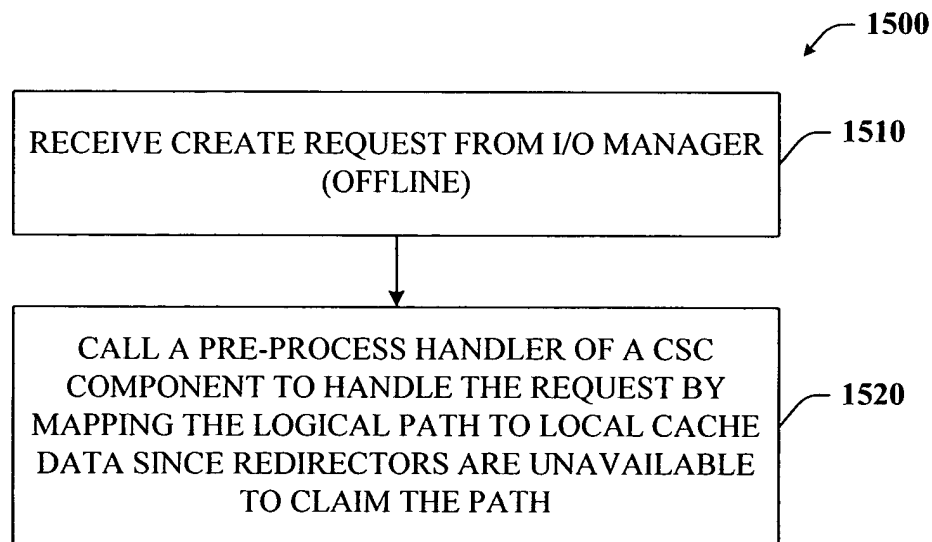 1500
RECEIVE CREATE REQUEST FROM I/O MANAGER
(OFFLINE)
1510
CALL A PRE-PROCESS HANDLER OF A CSC
COMPONENT TO HANDLE THE REQUEST BY
MAPPING THE LOGICAL PATH TO LOCAL CACHE
DATA SINCE REDIRECTORS ARE UNAVAILABLE
TO CLAIM THE PATH
1520